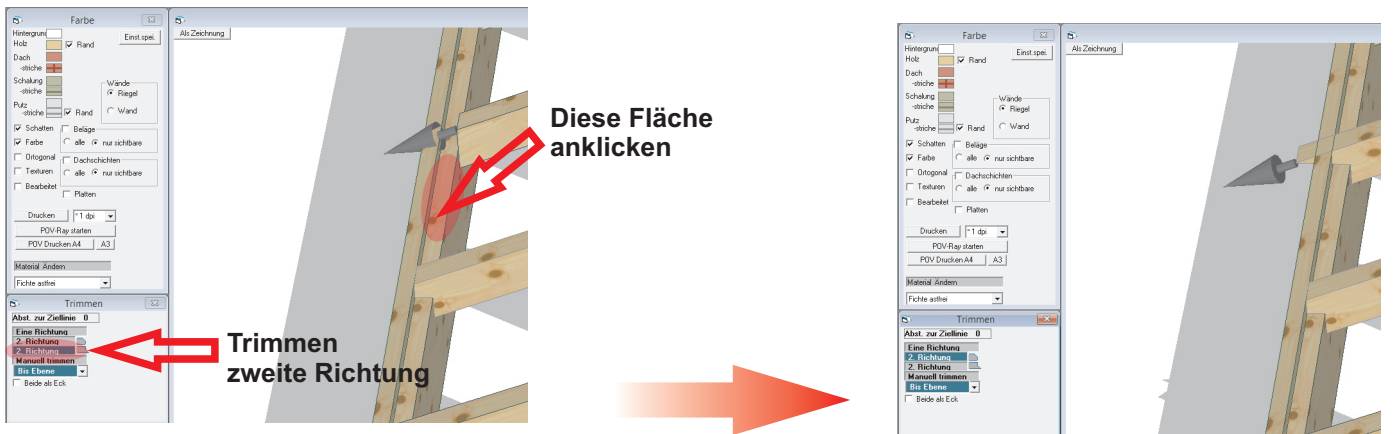 Farbe
Hintergrund
Holz
Rand
Einst.spei.
Dach
-striche
Schalung
-striche
Wände
Riegel
Wand
Putz
-striche
Rand
Schatten
Beläge
Farbe
alle
nur sichtbare
Ortogonal
Dachschichten
Texturen
alle
nur sichtbare
Bearbeitet
Platten
Drucken
*1 dpi
POV-Ray starten
POV Drucken A4
A3
Material Ändern
Fichte astfrei
Trimmen
Abst. zur Ziellinie 0
Eine Richtung
2. Richtung
2. Richtung
Manuell trimmen
Bis Ebene
Beide als Eck
Als Zeichnung
Diese Fläche
anklicken
Trimmen
zweite Richtung
Farbe
Hintergrund
Holz
Rand
Einst.spei.
Dach
-striche
Schalung
-striche
Wände
Riegel
Wand
Putz
-striche
Rand
Schatten
Beläge
Farbe
alle
nur sichtbare
Ortogonal
Dachschichten
Texturen
alle
nur sichtbare
Bearbeitet
Platten
Drucken
*1 dpi
POV-Ray starten
POV Drucken A4
A3
Material Ändern
Fichte astfrei
Trimmen
Abst. zur Ziellinie 0
Eine Richtung
2. Richtung
2. Richtung
Manuell trimmen
Bis Ebene
Beide als Eck
Als Zeichnung